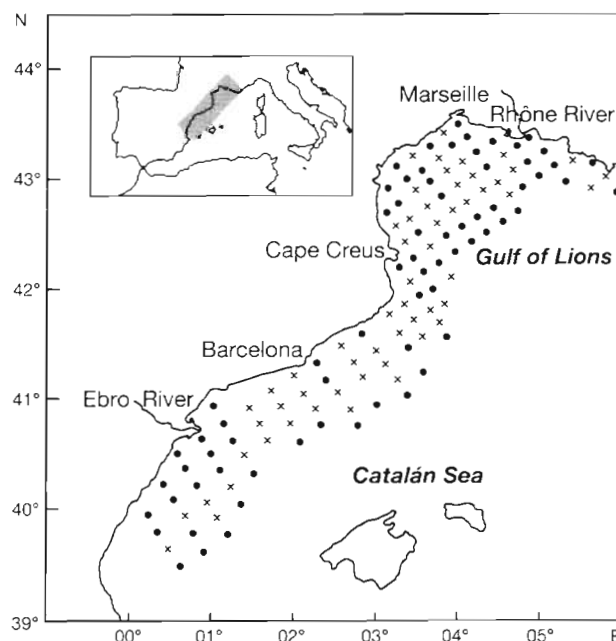 N
44°
43°
42°
41°
40°
39°
Marseille
Rhône River
Cape Creus
Gulf of Lions
Barcelona
Ebro River
Catalán Sea
00° 01° 02° 03° 04° 05°